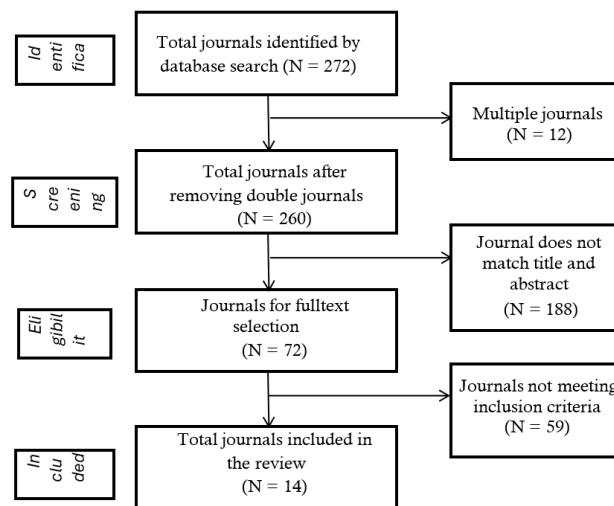 Id
enti
fica
Total journals identified by
database search (N = 272)
Multiple journals
(N = 12)
S
cre
eni
ng
Total journals after
removing double journals
(N = 260)
Journal does not
match title and
abstract
(N = 188)
Eli
gibil
it
Journals for fulltext
selection
(N = 72)
Journals not meeting
inclusion criteria
(N = 59)
In
clu
ded
Total journals included in
the review
(N = 14)